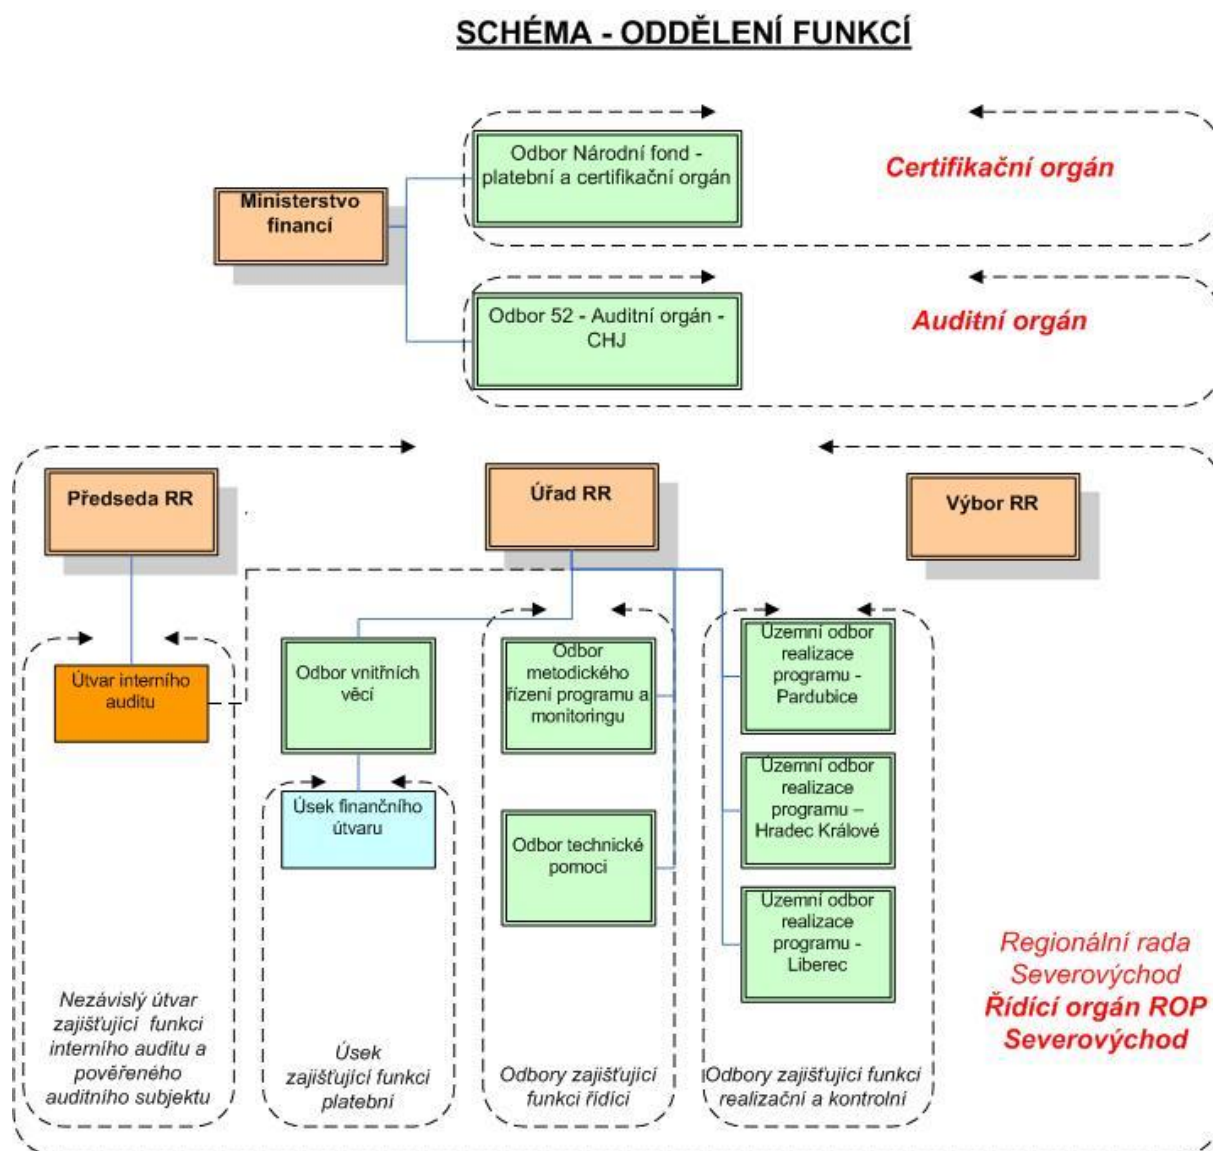 SCHÉMA - ODDĚLENÍ FUNKCÍ
Odbor Národní fond -
platební a certifikační orgán
Certifikační orgán
Ministerstvo
financí
Odbor 52 - Auditní orgán -
CHJ
Auditní orgán
Předseda RR
Úřad RR
Výbor RR
Útvar interního
auditu
Odbor vnitřních
věcí
Úsek finančního
útvaru
Odbor
metodického
řízení programu a
monitoringu
Odbor technické
pomoci
Územní odbor
realizace
programu -
Pardubice
Územní odbor
realizace
programu –
Hradec Králové
Územní odbor
realizace
programu -
Liberec
Nezávislý útvar
zajišťující funkci
interního auditu a
pověřeného
auditního subjektu
Úsek
zajišťující funkci
platební
Odbory zajišťující
funkci řídící
Odbory zajišťující funkci
realizační a kontrolní
Regionální rada
Severovýchod
Řídící orgán ROP
Severovýchod